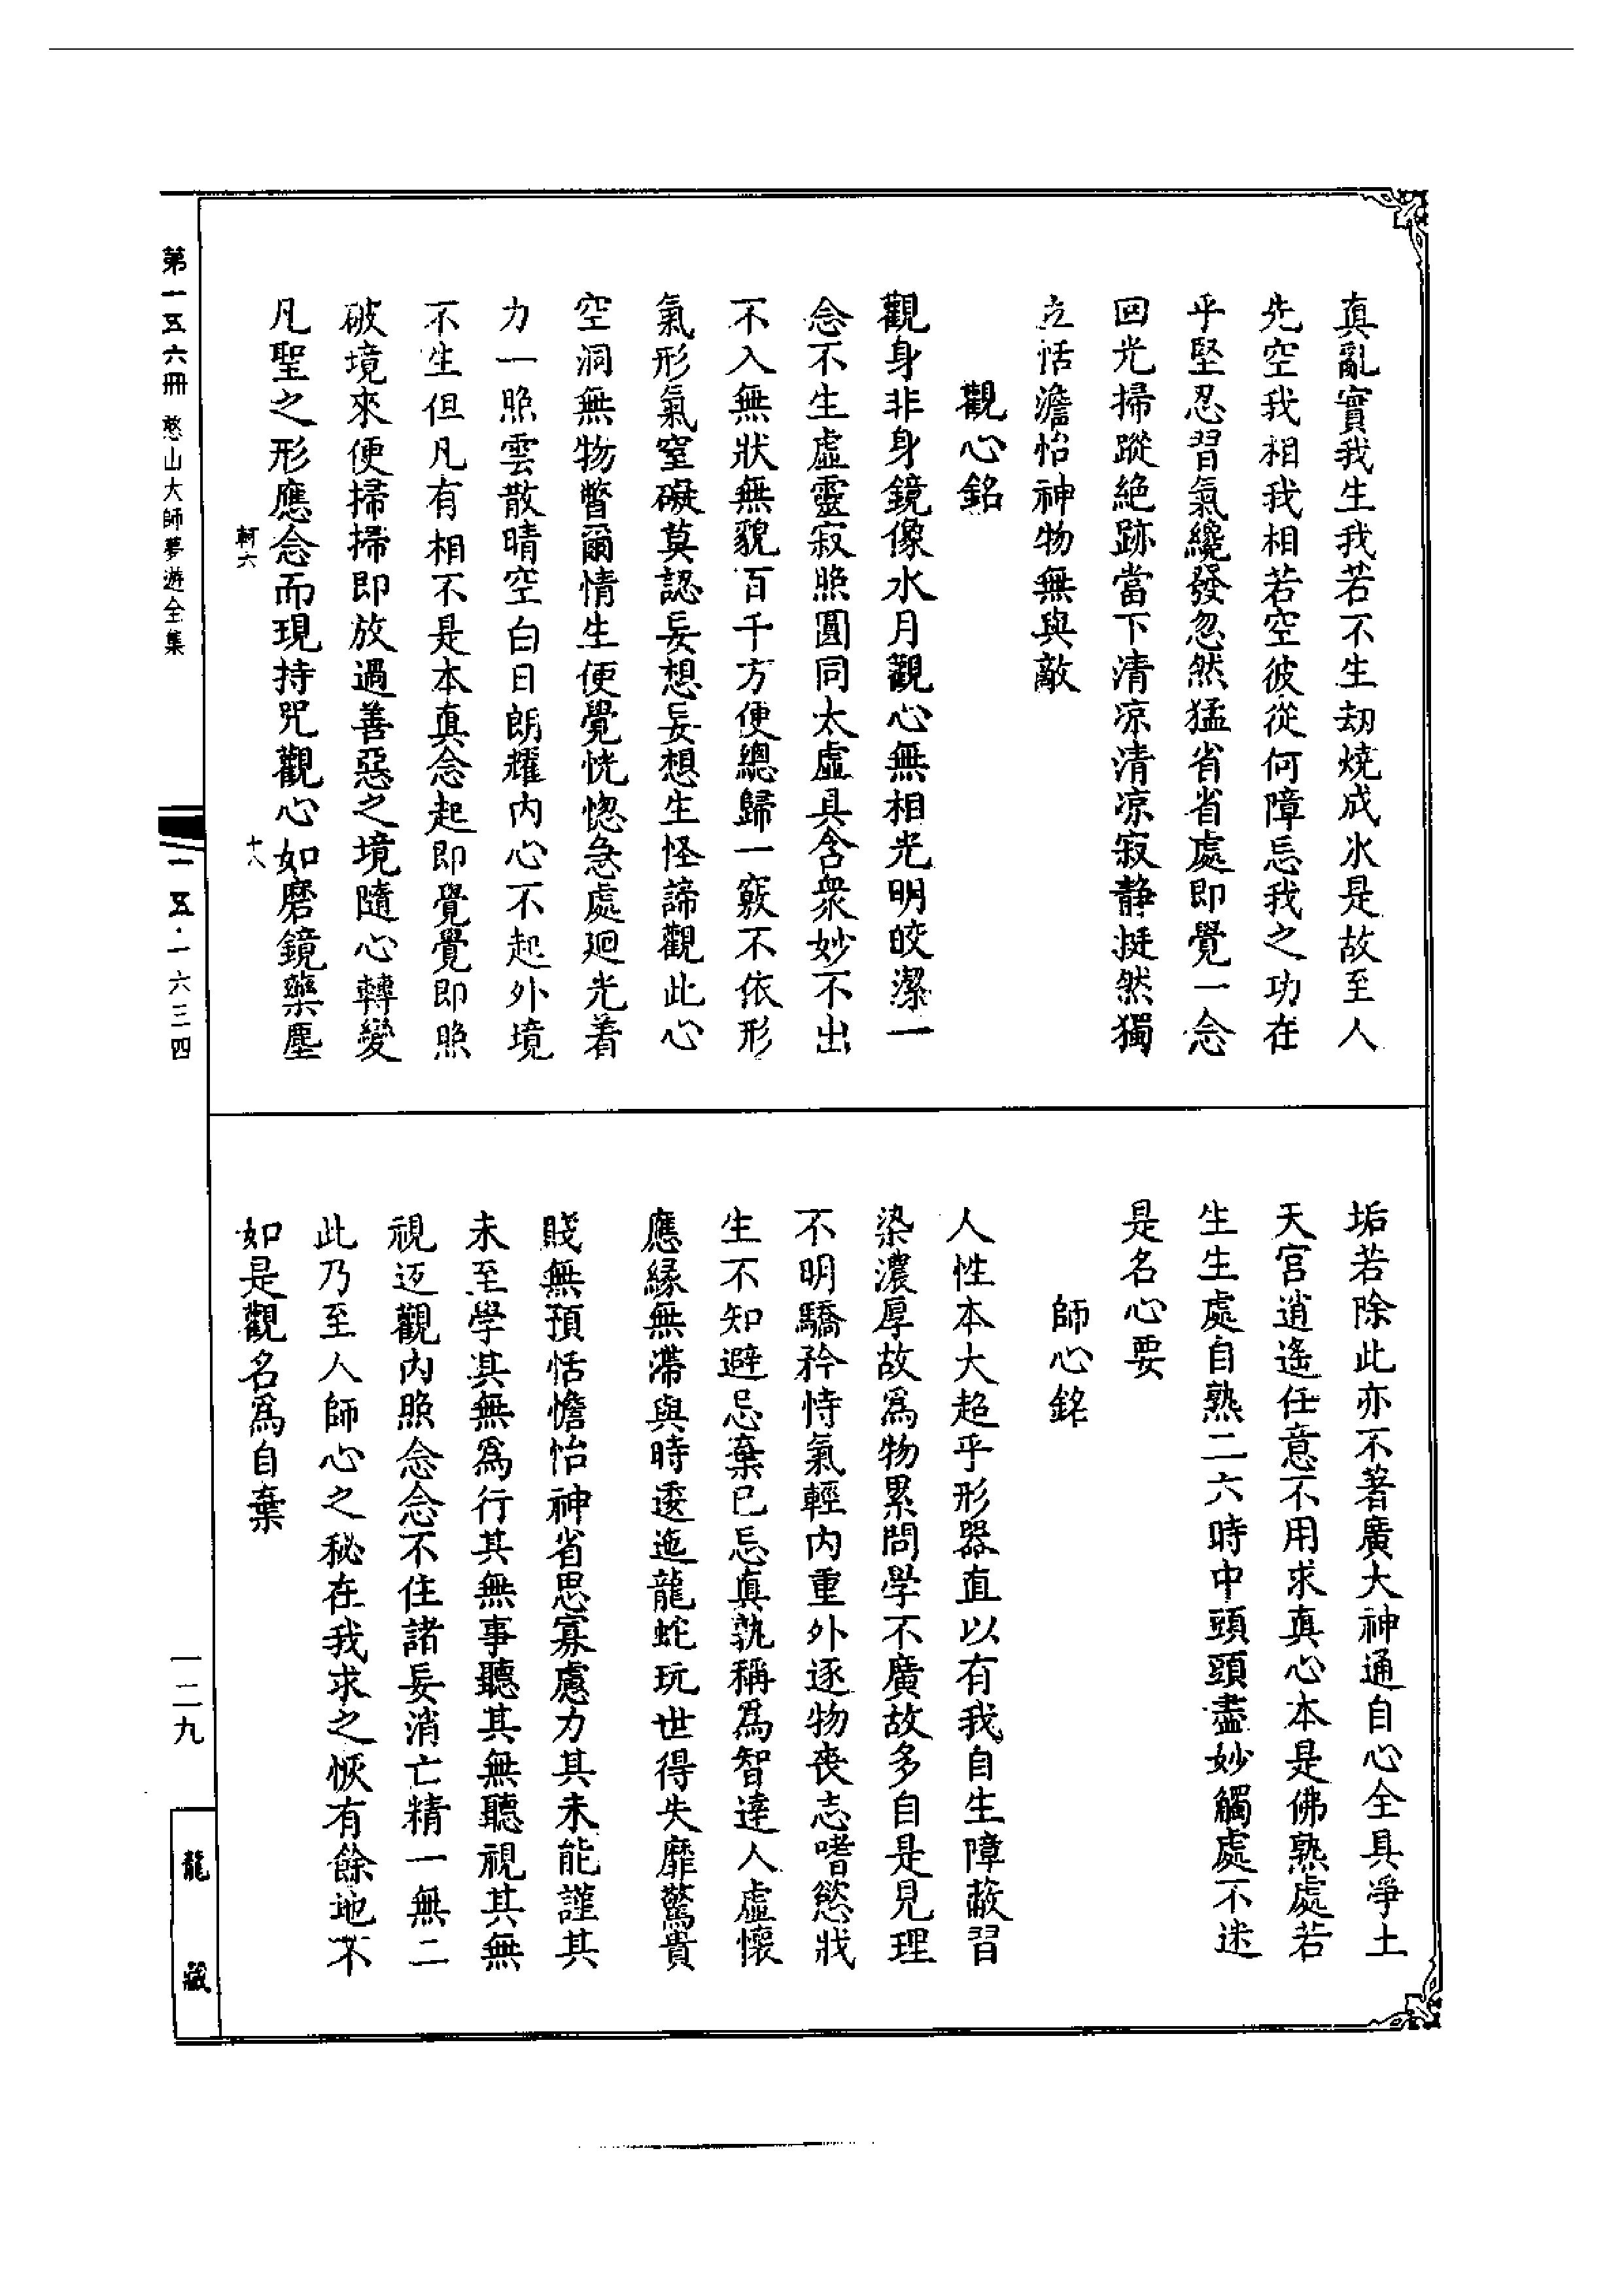 真亂實我生我若不生劫燒成氷是故至人
先空我相我相若空彼從何障忘我之功在
乎堅忍習氣纔發忽然猛省省處即覺一念
回光掃蹤絶跡當下清凉清凉寂靜挺然獨
立恬澹怡神物無與敵
觀心銘
觀身非身鏡像水月觀心無相光明皎潔一
念不生虛靈寂照圓同太虛具含衆妙不出
不入無狀無貌百千方便總歸一竅不依形
氣形氣窒礙莫認妄想妄想生怪諦觀此心
空洞無物瞥爾情生便覺恍惚急處廻光着
力一照雲散晴空白日朗耀内心不起外境
不生但凡有相不是本真念起即覺覺即照
破境來便掃掃即放過善惡之境隨心轉變
凡聖之形應念而現持咒觀心如磨鏡藥塵
軻六
十八
垢若除此亦不著廣大神通自心全具淨土
天宮逍遙任意不用求真心本是佛熟處若
生生處自熟二六時中頭頭盡妙觸處不迷
是名心要
師心銘
人性本大超乎形器直以有我自生障蔽習
染濃厚故爲物累問學不廣故多自是見理
不明驕矜恃氣輕内重外逐物喪志嗜慾戕
生不知避忌棄已忘真孰稱爲智達人虛懷
應緣無滯與時逶迤龍蛇玩世得失靡驚貴
賤無預恬憺怡神省思寡慮力其未能謹其
未至學其無爲行其無事聽其無聽視其無
視返觀内照念念不住諸妄消亡精一無二
此乃至人師心之秘在我求之恢有餘地不
如是觀名爲自棄
第一五六冊 憨山大師夢遊全集
一五·一六三四
一二九
龍藏